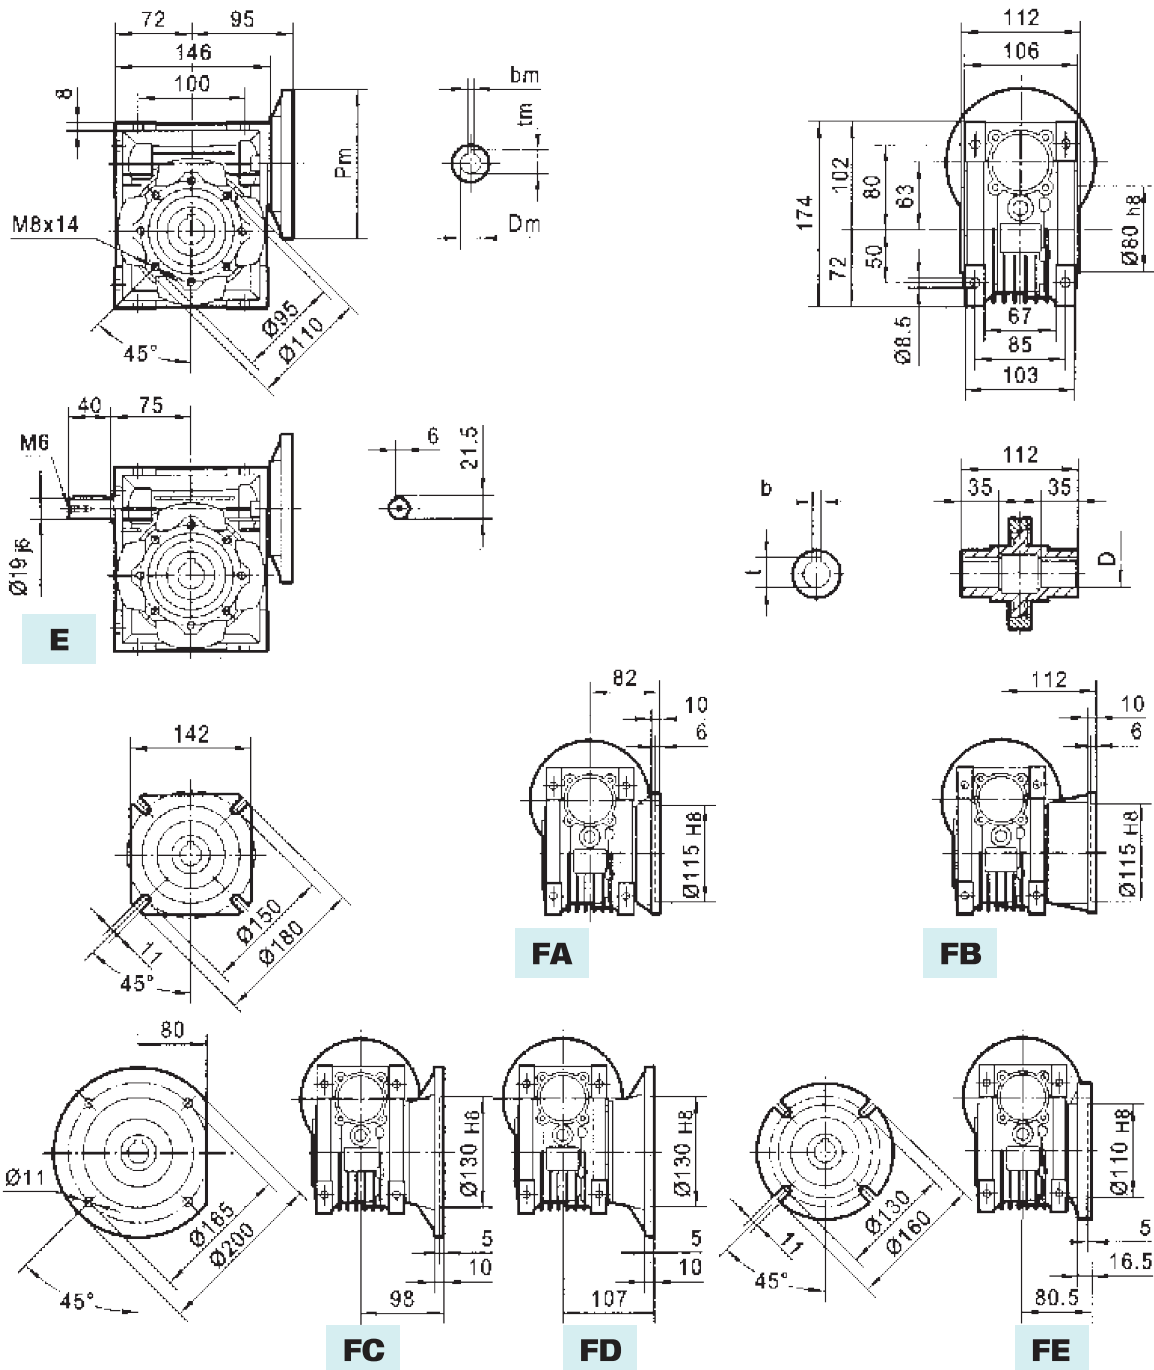 72 95
146
100
8
Pm
M8x14
Ø95
Ø110
45°
bm
tm
Dm
112
106
174
102
72
80
50
63
Ø80 h8
Ø8.5
67
85
103
40 75
M6
Ø19 j6
6
21.5
E
b
t
112
35 35
D
142
Ø150
Ø180
11
45°
82
10
6
Ø115 H8
FA
112
10
6
Ø115 H8
FB
80
Ø11
Ø165
Ø200
45°
Ø130 H8
5
10
98
FC
Ø130 H8
5
10
107
FD
Ø130
Ø160
11
45°
Ø110 H8
5
16.5
80.5
FE